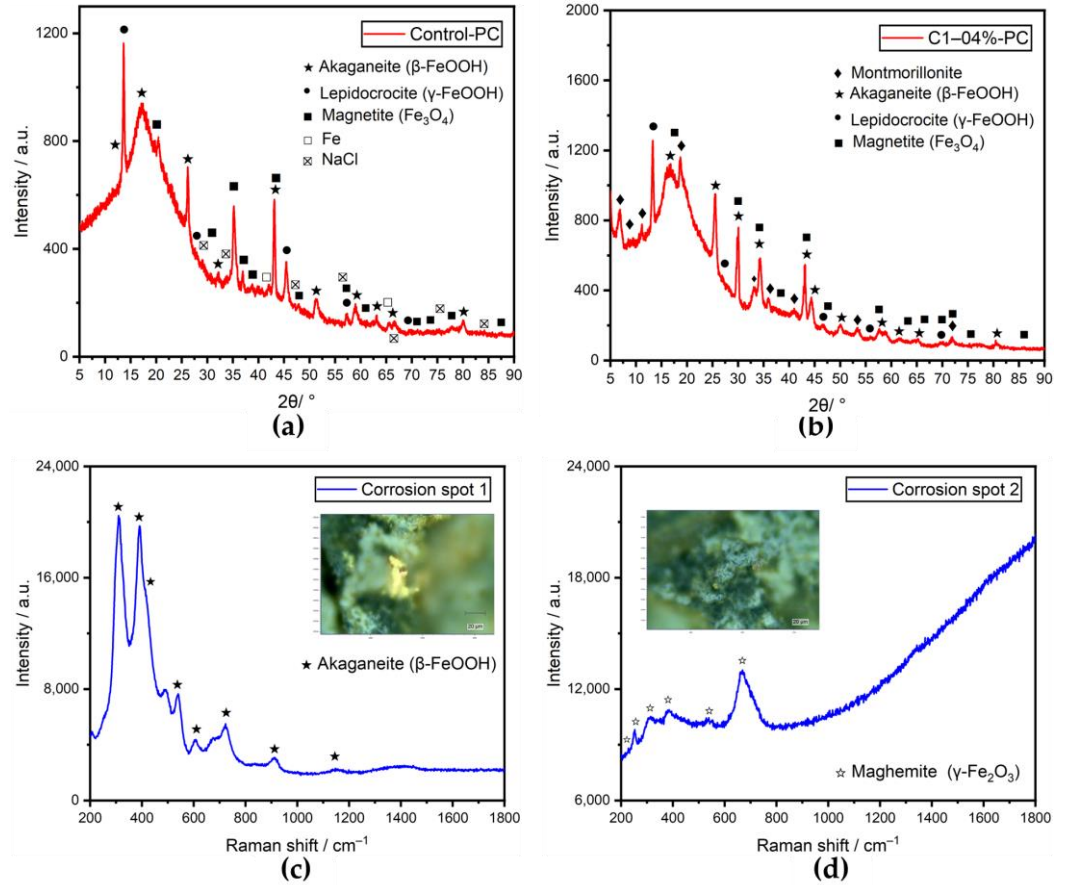 1200
800
400
0
Intensity / a.u.
Control-PC
★ Akaganeite (β-FeOOH)
● Lepidocrocite (γ-FeOOH)
■ Magnetite (Fe₃O₄)
□ Fe
☒ NaCl
5 10 15 20 25 30 35 40 45 50 55 60 65 70 75 80 85 90
2θ/ °
(a)
2000
1600
1200
800
400
0
Intensity / a.u.
C1–04%-PC
◆ Montmorillonite
★ Akaganeite (β-FeOOH)
● Lepidocrocite (γ-FeOOH)
■ Magnetite (Fe₃O₄)
5 10 15 20 25 30 35 40 45 50 55 60 65 70 75 80 85 90
2θ/ °
(b)
24,000
16,000
8,000
0
Intensity / a.u.
Corrosion spot 1
20 μm
★ Akaganeite (β-FeOOH)
200 400 600 800 1000 1200 1400 1600 1800
Raman shift / cm⁻¹
(c)
24,000
18,000
12,000
6,000
Intensity / a.u.
Corrosion spot 2
20 μm
☆ Maghemite (γ-Fe₂O₃)
200 400 600 800 1000 1200 1400 1600 1800
Raman shift / cm⁻¹
(d)